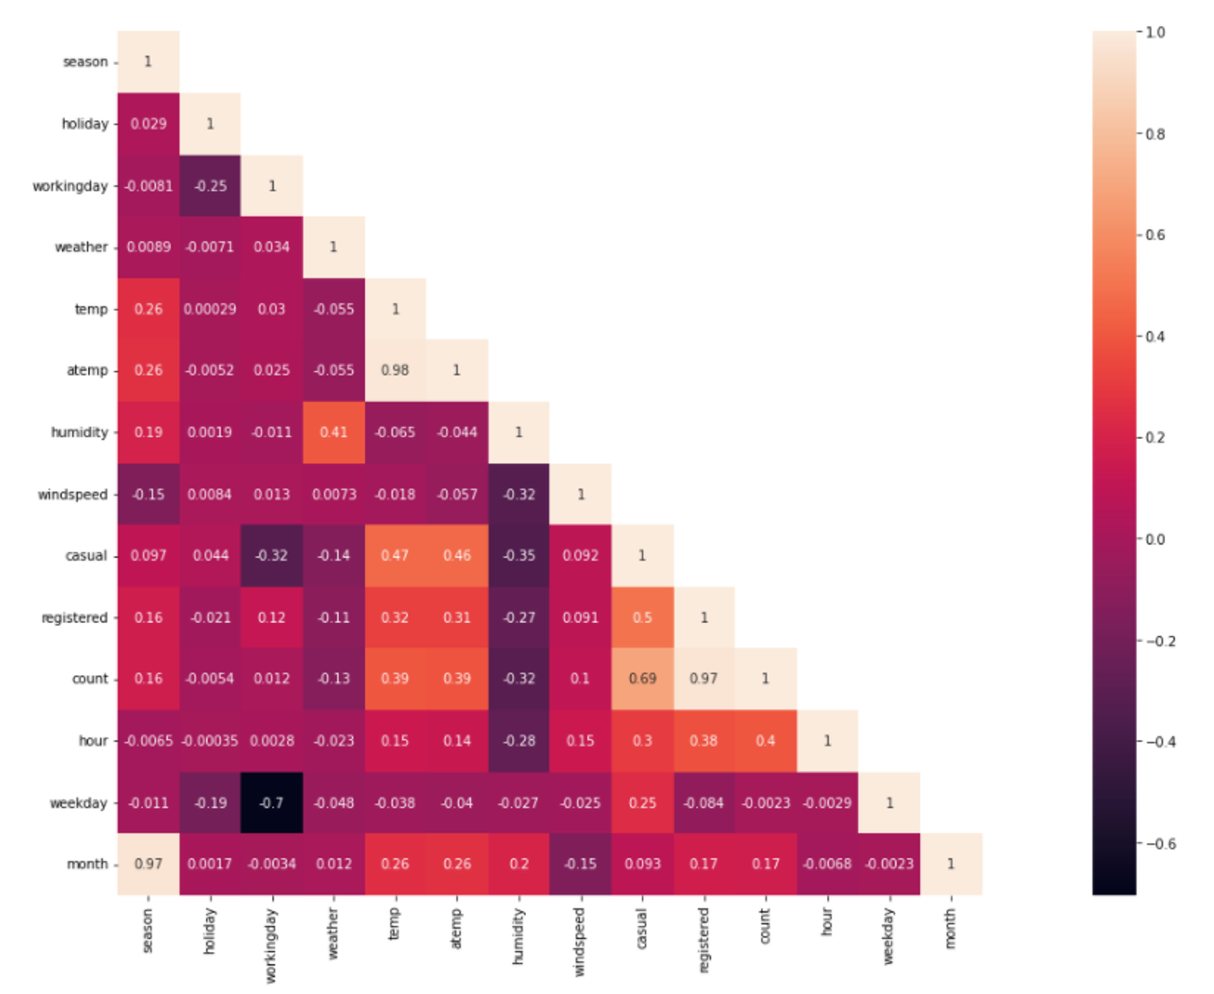 season 1
holiday 0.029 1
workingday -0.0081 -0.25 1
weather 0.0089 -0.0071 0.034 1
temp 0.26 0.00029 0.03 -0.055 1
atemp 0.26 -0.0052 0.025 -0.055 0.98 1
humidity 0.19 0.0019 -0.011 0.41 -0.065 -0.044 1
windspeed -0.15 0.0084 0.013 0.0073 -0.018 -0.057 -0.32 1
casual 0.097 0.044 -0.32 -0.14 0.47 0.46 -0.35 0.092 1
registered 0.16 -0.021 0.12 -0.11 0.32 0.31 -0.27 0.091 0.5 1
count 0.16 -0.0054 0.012 -0.13 0.39 0.39 -0.32 0.1 0.69 0.97 1
hour -0.0065 -0.00035 0.0028 -0.023 0.15 0.14 -0.28 0.15 0.3 0.38 0.4 1
weekday -0.011 -0.19 -0.7 -0.048 -0.038 -0.04 -0.027 -0.025 0.25 -0.084 -0.0023 -0.0029 1
month 0.97 0.0017 -0.0034 0.012 0.26 0.26 0.2 -0.15 0.093 0.17 0.17 -0.0068 -0.0023 1
season holiday workingday weather temp atemp humidity windspeed casual registered count hour weekday month
1.0
0.8
0.6
0.4
0.2
0.0
−0.2
−0.4
−0.6